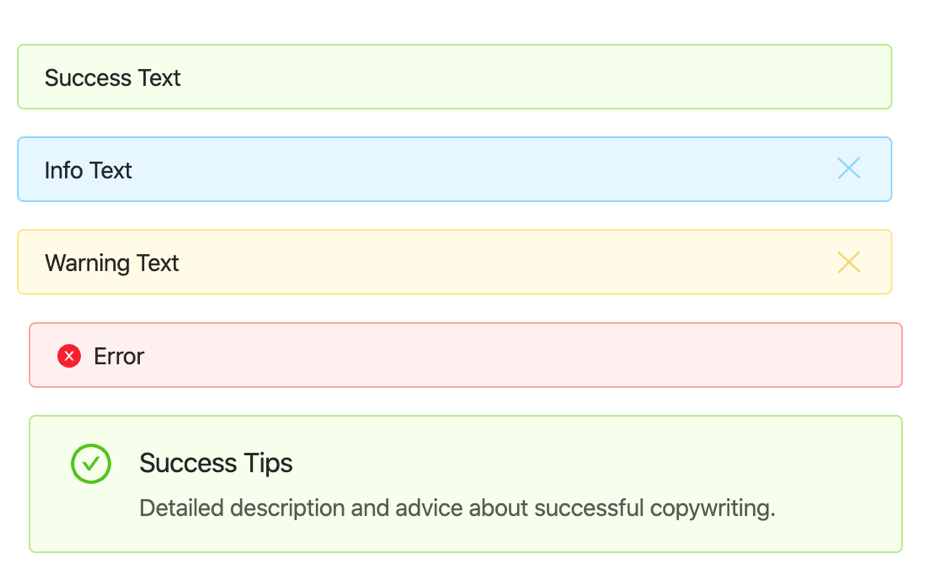 Success Text
Info Text
Warning Text
Error
Success Tips
Detailed description and advice about successful copywriting.